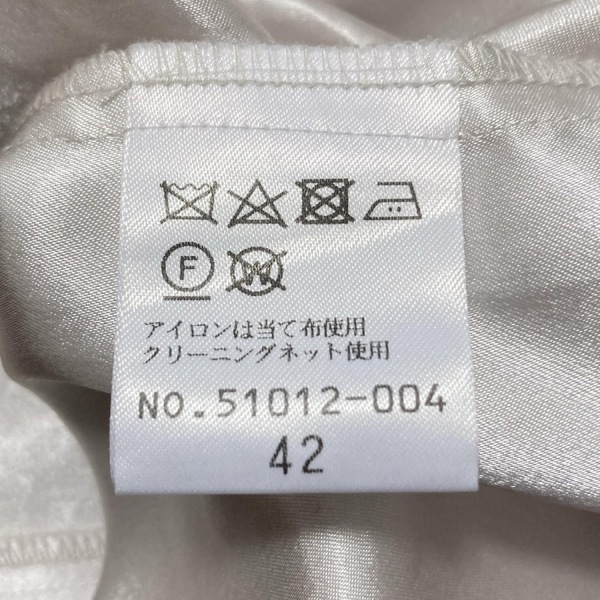 F W
アイロンは当て布使用
クリーニングネット使用
NO.51012-004
42